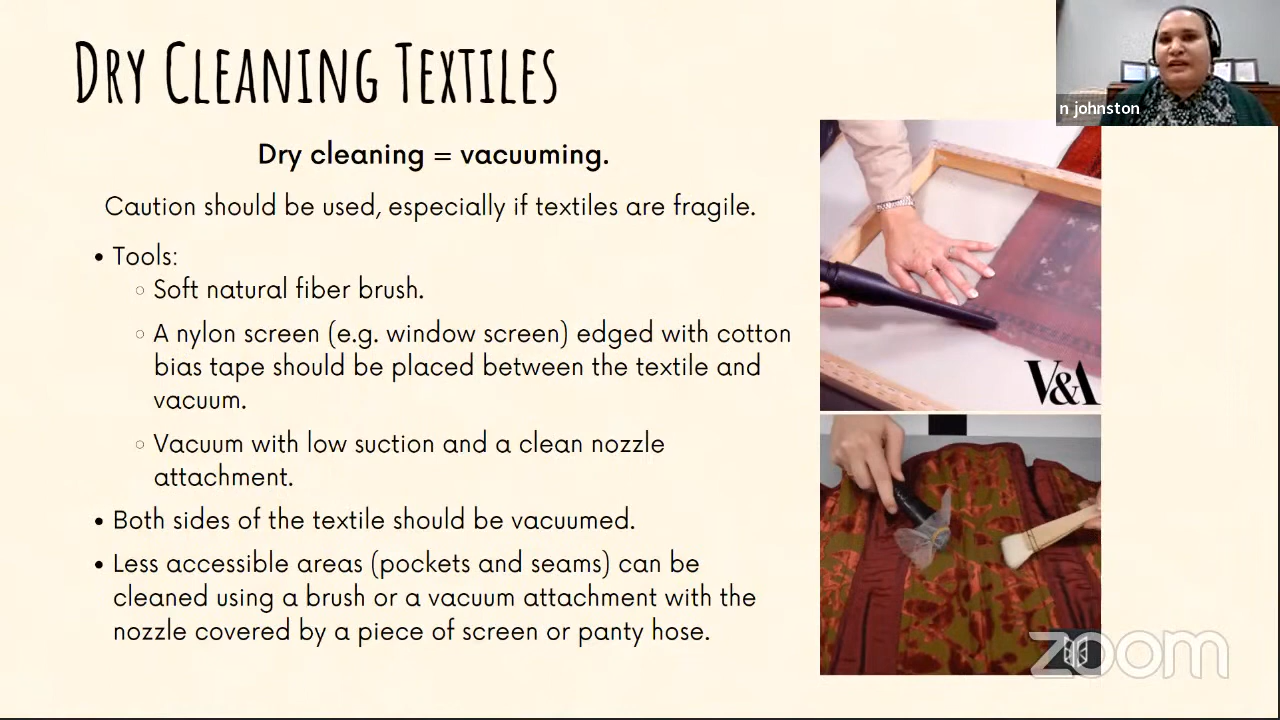 DRY CLEANING TEXTILES
n johnston
Dry cleaning = vacuuming.
Caution should be used, especially if textiles are fragile.
• Tools:
○ Soft natural fiber brush.
○ A nylon screen (e.g. window screen) edged with cotton
bias tape should be placed between the textile and
vacuum.
○ Vacuum with low suction and a clean nozzle
attachment.
• Both sides of the textile should be vacuumed.
• Less accessible areas (pockets and seams) can be
cleaned using a brush or a vacuum attachment with the
nozzle covered by a piece of screen or panty hose.
V&A
zoom